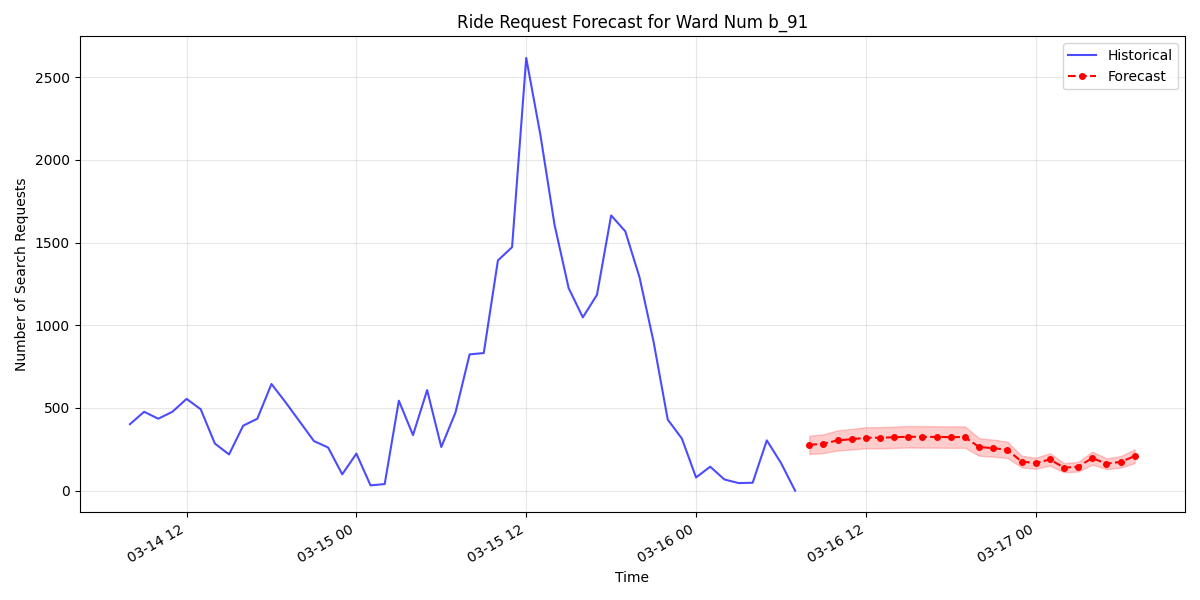 Ride Request Forecast for Ward Num b_91
Historical
Forecast
Number of Search Requests
2500
2000
1500
1000
500
0
03-14 12
03-15 00
03-15 12
03-16 00
03-16 12
03-17 00
Time